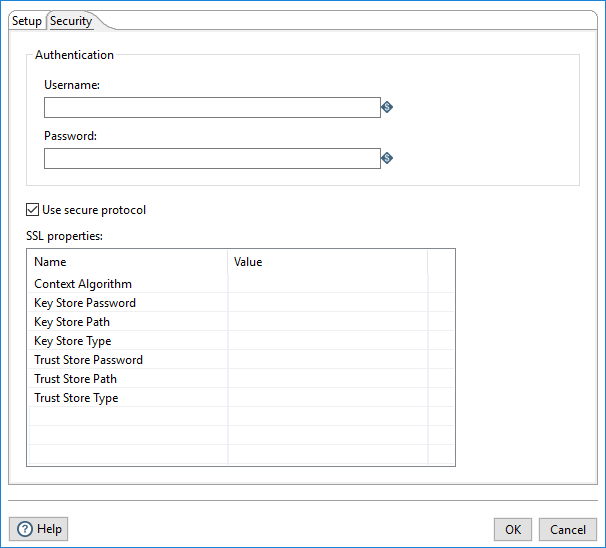 Setup Security
Authentication
Username:
Password:
Use secure protocol
SSL properties:
Name Value
Context Algorithm
Key Store Password
Key Store Path
Key Store Type
Trust Store Password
Trust Store Path
Trust Store Type
? Help OK Cancel